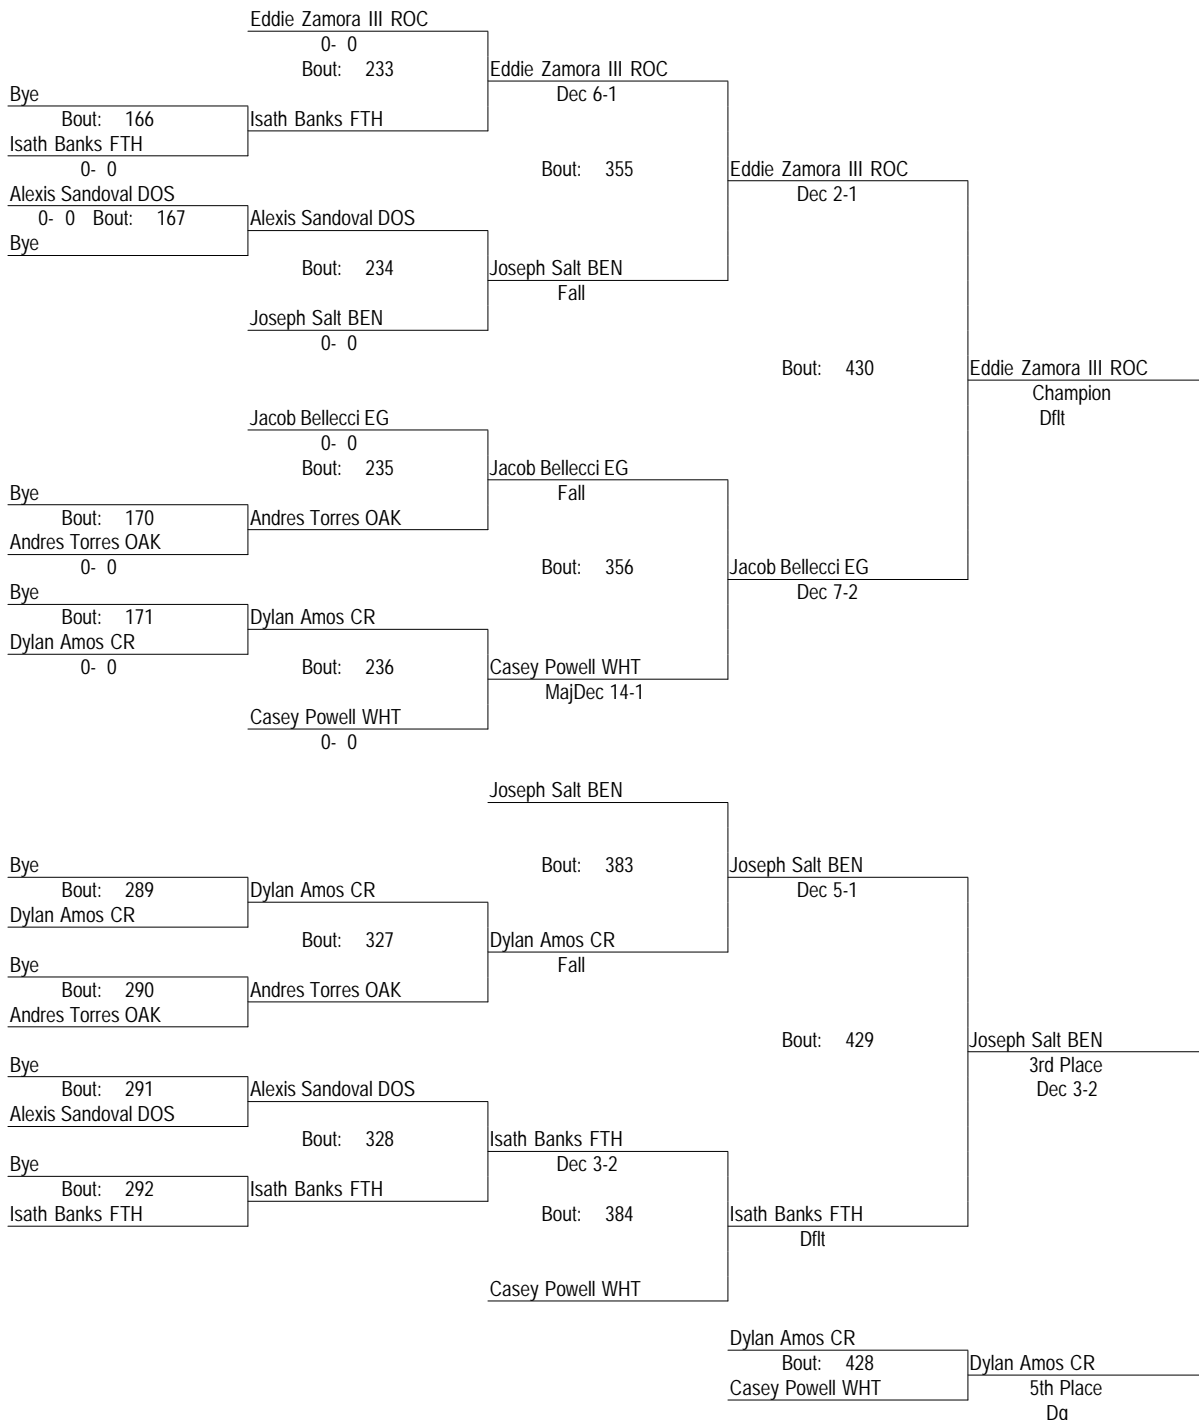 Eddie Zamora III ROC
0- 0
Bout: 233
Eddie Zamora III ROC
Dec 6-1
Bye
Bout: 166
Isath Banks FTH
Isath Banks FTH
0- 0
Bout: 355
Eddie Zamora III ROC
Dec 2-1
Alexis Sandoval DOS
0- 0 Bout: 167
Alexis Sandoval DOS
Bye
Bout: 234
Joseph Salt BEN
Fall
Joseph Salt BEN
0- 0
Bout: 430
Eddie Zamora III ROC
Champion
Dflt
Jacob Bellecci EG
0- 0
Bout: 235
Jacob Bellecci EG
Fall
Bye
Bout: 170
Andres Torres OAK
Andres Torres OAK
0- 0
Bout: 356
Jacob Bellecci EG
Dec 7-2
Bye
Bout: 171
Dylan Amos CR
Dylan Amos CR
0- 0
Bout: 236
Casey Powell WHT
MajDec 14-1
Casey Powell WHT
0- 0
Joseph Salt BEN
Bout: 383
Joseph Salt BEN
Dec 5-1
Bye
Bout: 289
Dylan Amos CR
Dylan Amos CR
Bout: 327
Dylan Amos CR
Fall
Bye
Bout: 290
Andres Torres OAK
Andres Torres OAK
Bout: 429
Joseph Salt BEN
3rd Place
Dec 3-2
Bye
Bout: 291
Alexis Sandoval DOS
Alexis Sandoval DOS
Bout: 328
Isath Banks FTH
Dec 3-2
Bye
Bout: 292
Isath Banks FTH
Isath Banks FTH
Bout: 384
Isath Banks FTH
Dflt
Casey Powell WHT
Dylan Amos CR
Bout: 428
Dylan Amos CR
Casey Powell WHT
5th Place
Dq